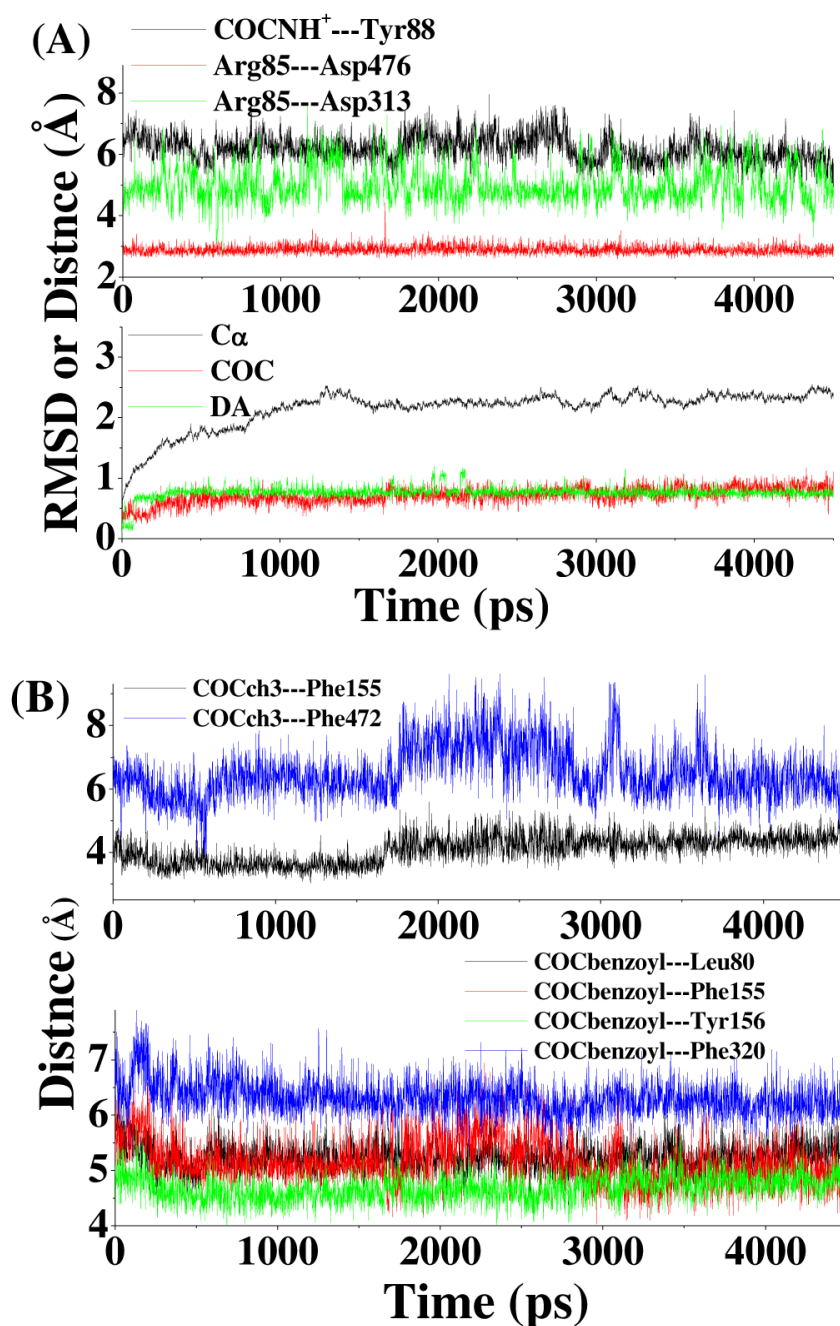 (A)
COCNH⁺---Tyr88
Arg85---Asp476
Arg85---Asp313
8
6
4
2
0 1000 2000 3000 4000
Cα
COC
DA
3
2
1
0
0 1000 2000 3000 4000
RMSD or Distnce (Å)
Time (ps)
(B)
COCch3---Phe155
COCch3---Phe472
8
6
4
0 1000 2000 3000 4000
COCbenzoyl---Leu80
COCbenzoyl---Phe155
COCbenzoyl---Tyr156
COCbenzoyl---Phe320
7
6
5
4
0 1000 2000 3000 4000
Distnce (Å)
Time (ps)